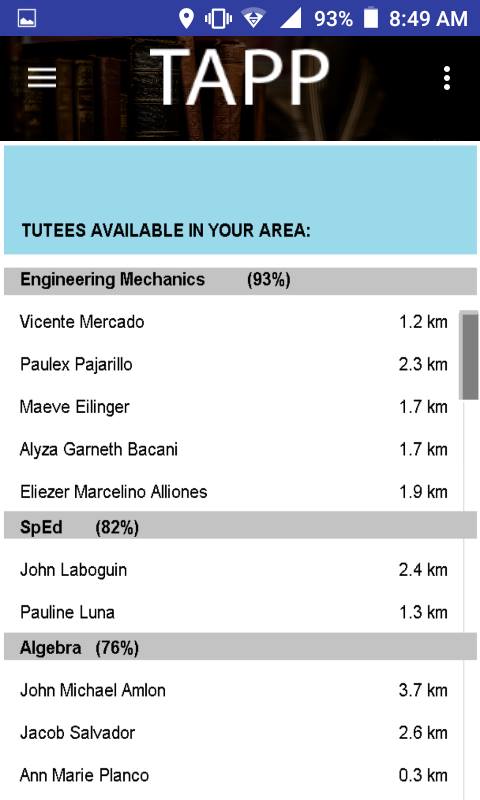 93% 8:49 AM
TAPP
TUTEES AVAILABLE IN YOUR AREA:
Engineering Mechanics (93%)
Vicente Mercado 1.2 km
Paulex Pajarillo 2.3 km
Maeve Eilinger 1.7 km
Alyza Garneth Bacani 1.7 km
Eliezer Marcelino Alliones 1.9 km
SpEd (82%)
John Laboguin 2.4 km
Pauline Luna 1.3 km
Algebra (76%)
John Michael Amlon 3.7 km
Jacob Salvador 2.6 km
Ann Marie Planco 0.3 km